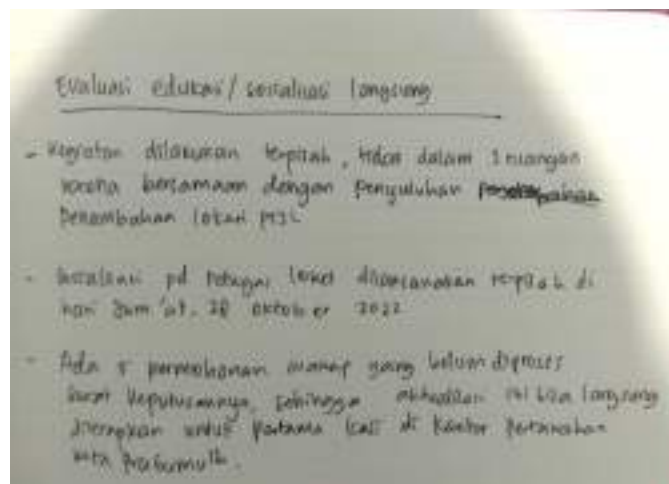 Evaluasi edukasi/sosialisasi langsung
- Kegiatan dilakukan terpisah, tidak dalam 1 ruangan
karena bersamaan dengan penyuluhan
Penambahan lokasi PTSL
- Sosialisasi pd petugas loket dilaksanakan terpisah di
hari Jum'at, 28 Oktober 2022
- Ada 5 permohonan yang belum diproses
Surat Keputusannya, sehingga ini bisa langsung
diterapkan untuk pertama kali di Kantor Pertanahan
Kota Prabumulih.